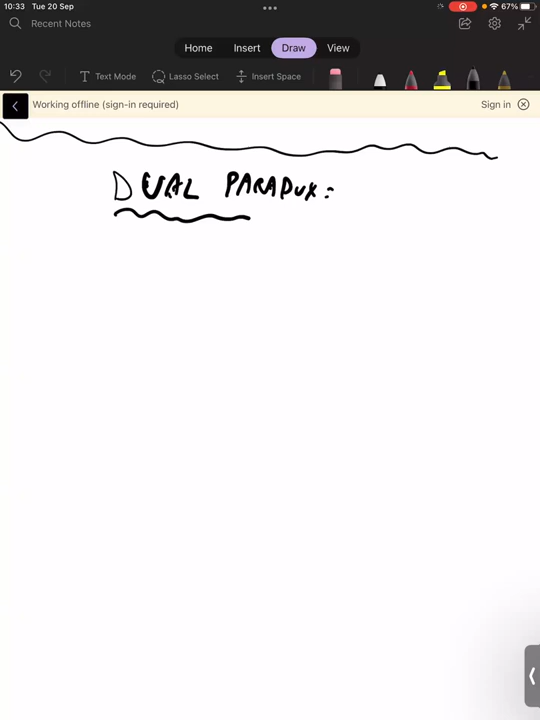 10:33 Tue 20 Sep 67%
Recent Notes
Home Insert Draw View
Text Mode Lasso Select Insert Space
Working offline (sign-in required) Sign in
DUAL PARADUX: